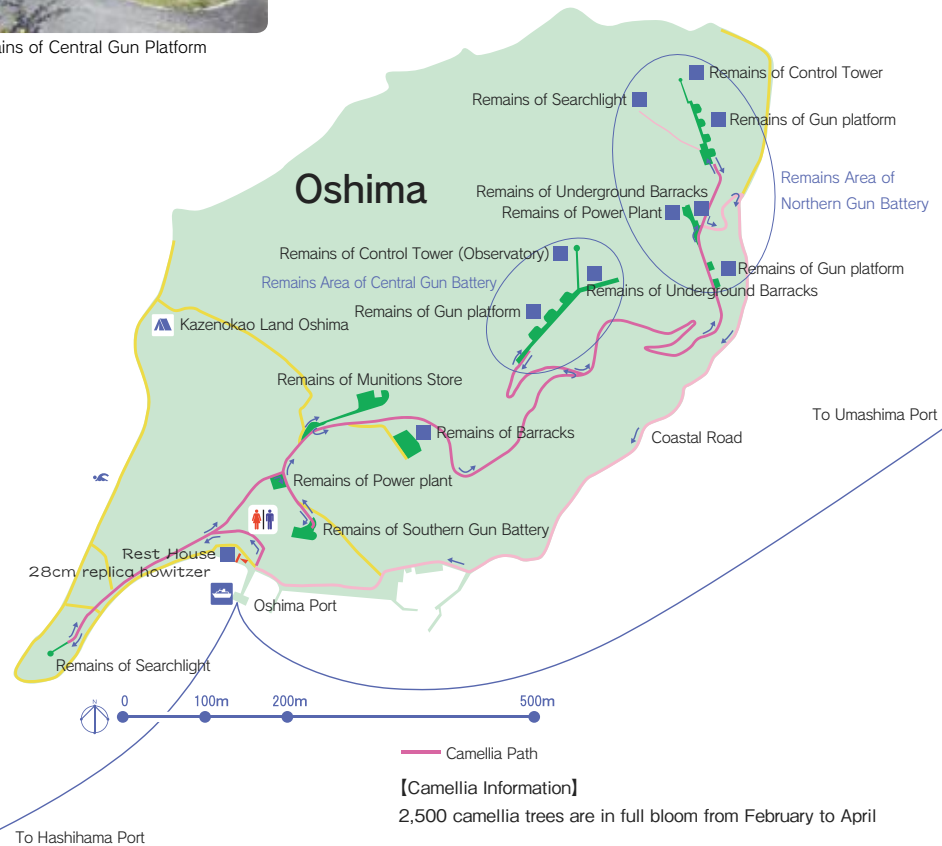 ins of Central Gun Platform
Remains of Control Tower
Remains of Searchlight
Remains of Gun platform
Oshima
Remains Area of
Northern Gun Battery
Remains of Underground Barracks
Remains of Power Plant
Remains of Control Tower (Observatory)
Remains of Gun platform
Remains Area of Central Gun Battery
Remains of Underground Barracks
Remains of Gun platform
Kazenokao Land Oshima
Remains of Munitions Store
To Umashima Port
Remains of Barracks
Coastal Road
Remains of Power plant
Remains of Southern Gun Battery
Rest House
28cm replica howitzer
Oshima Port
Remains of Searchlight
N
0 100m 200m 500m
Camellia Path
【Camellia Information】
2,500 camellia trees are in full bloom from February to April
To Hashihama Port